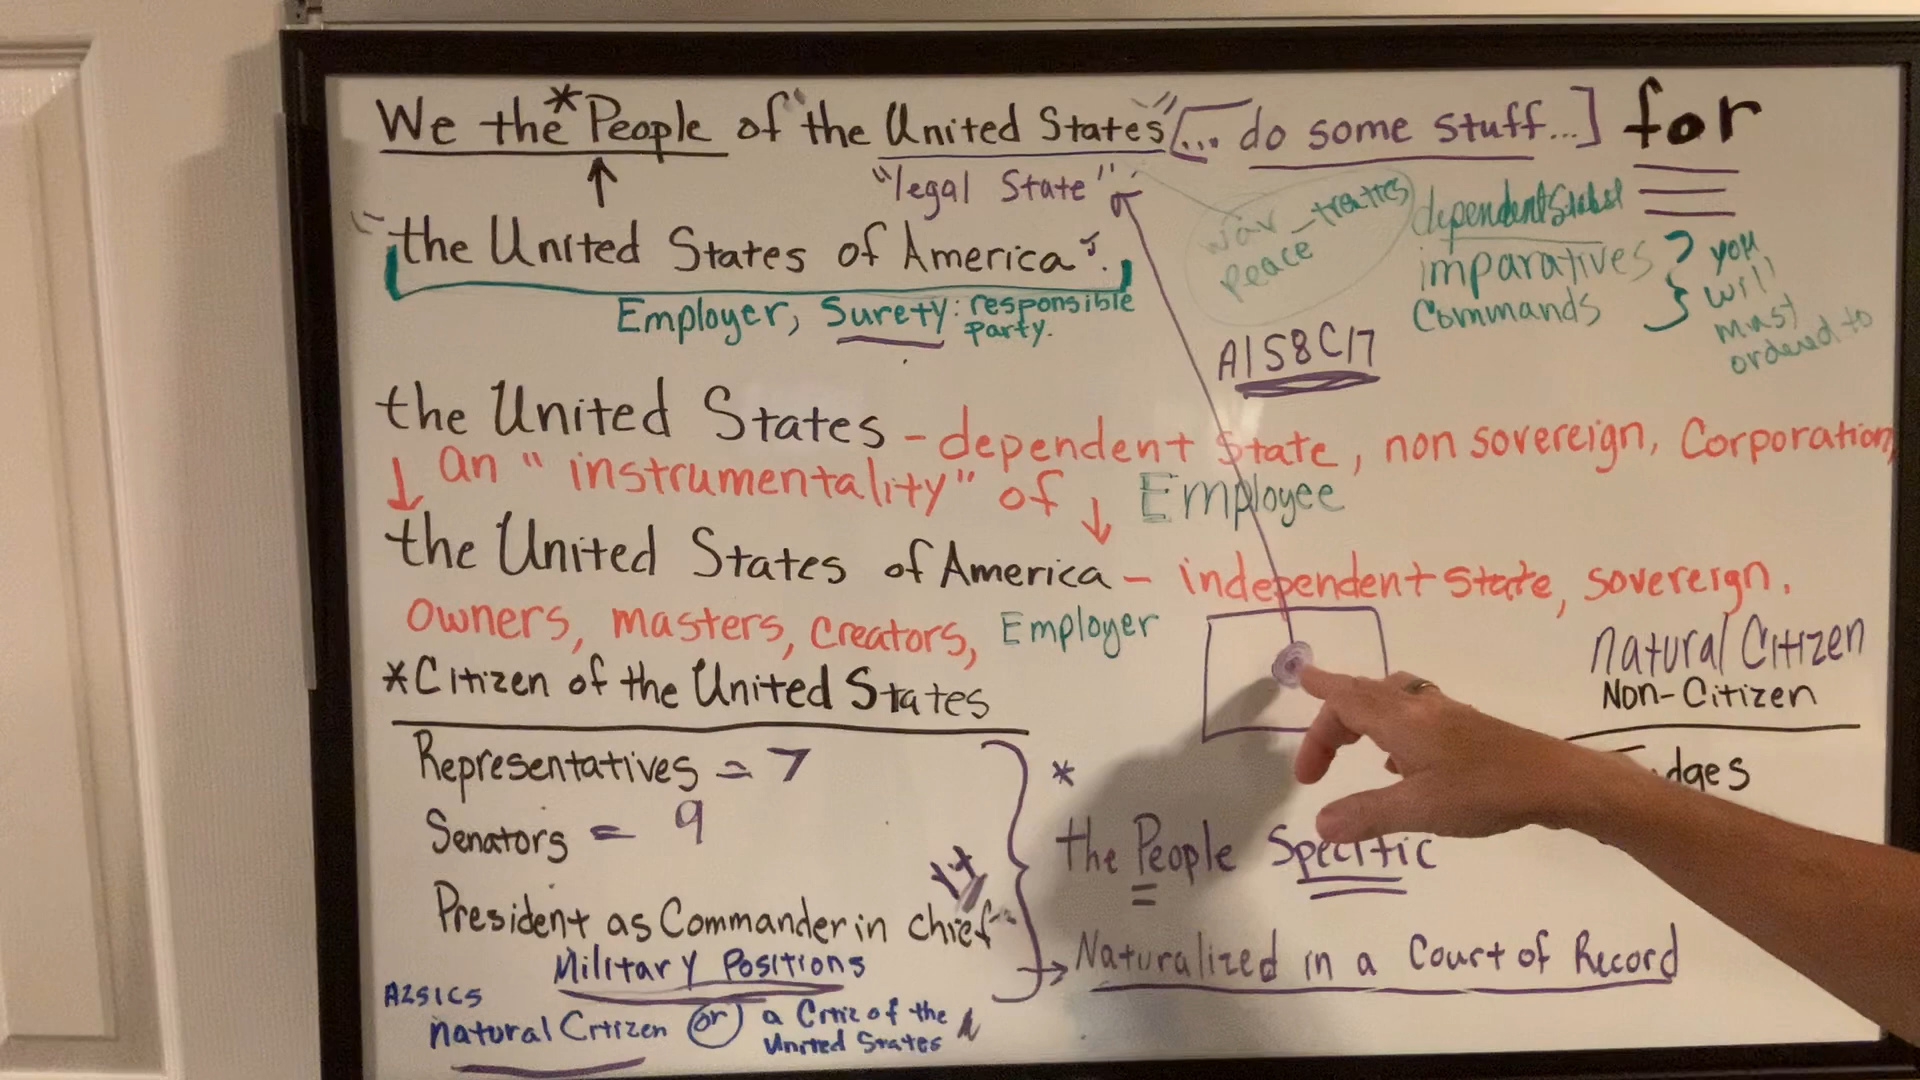 We the *People of "the United States" [... do some stuff...] for
"legal State"
"the United States of America".
Employer, Surety: responsible
party.
war - treaties
peace
dependent State
imparatives
Commands
you
will
must
ordered to
A1S8C17
the United States - dependent State, non sovereign, Corporation,
↓ an "instrumentality" of ↓ Employee
the United States of America - independent State, sovereign.
owners, masters, creators, Employer
*Citizen of the United States
Representatives = 7
Senators = 9
President as Commander in chief
14
Military Positions
A2S1C5
natural Citizen or a Citiz of the
United States
natural Citizen
Non-Citizen
dges
*
the People Specific
→ Naturalized in a Court of Record